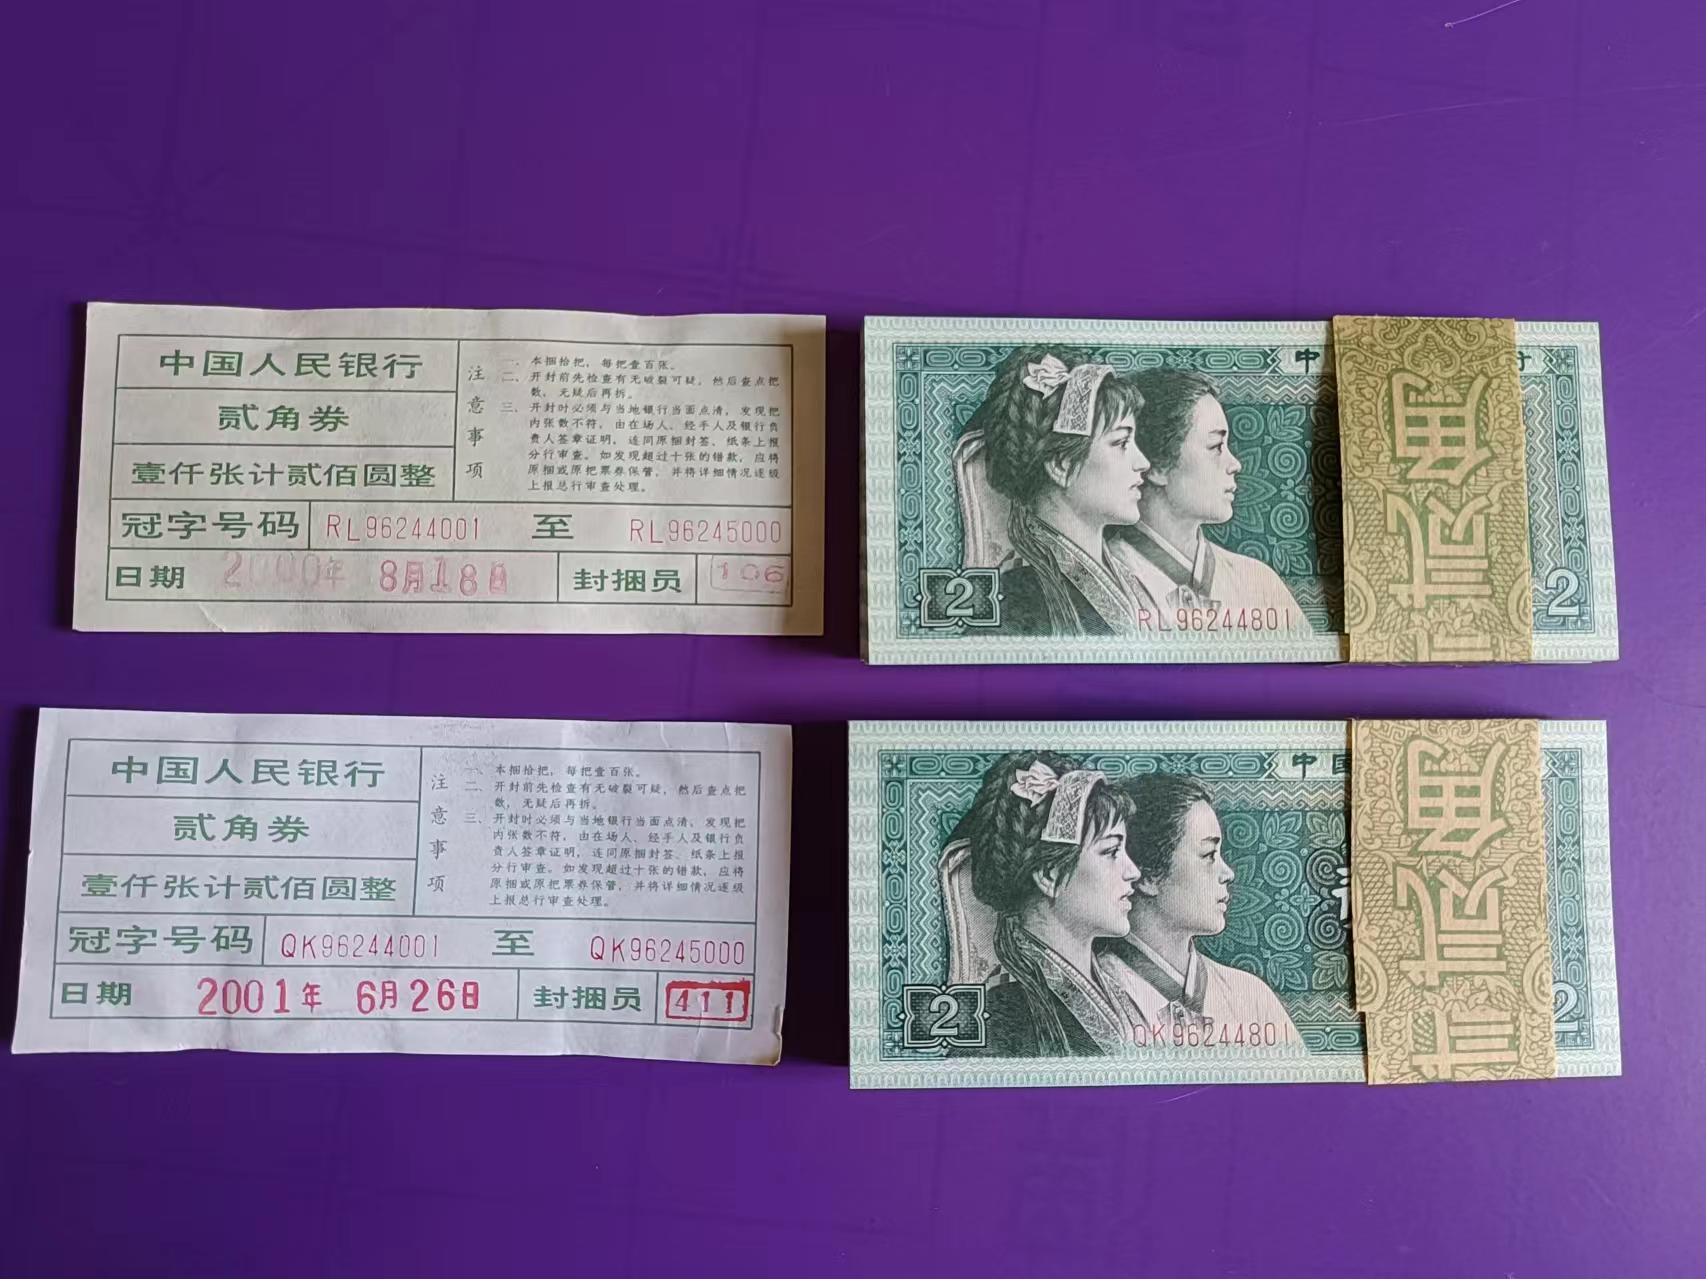 中国人民银行
贰角券
壹仟张计贰佰圆整
注意事项
一、本捆拾把,每把壹百张。
二、开封前先检查有无破裂可疑,然后查点把
数,无疑后再拆。
三、开封时必须与当地银行当面点清,发现把
内张数不符,由在场人、经手人及银行负
责人签章证明,连同原捆封签、纸条上报
分行审查。如发现超过十张的错款,应将
原捆或原把票券保管,并将详细情况逐级
上报总行审查处理。
冠字号码 RL96244001 至 RL96245000
日期 2000年 8月18日 封捆员 106
中 行
贰角
2 2
RL96244801
中国人民银行
贰角券
壹仟张计贰佰圆整
注意事项
一、本捆拾把,每把壹百张。
二、开封前先检查有无破裂可疑,然后查点把
数,无疑后再拆。
三、开封时必须与当地银行当面点清,发现把
内张数不符,由在场人、经手人及银行负
责人签章证明,连同原捆封签、纸条上报
分行审查。如发现超过十张的错款,应将
原捆或原把票券保管,并将详细情况逐级
上报总行审查处理。
冠字号码 QK96244001 至 QK96245000
日期 2001年 6月26日 封捆员 411
中国
贰角
2 2
QK96244801